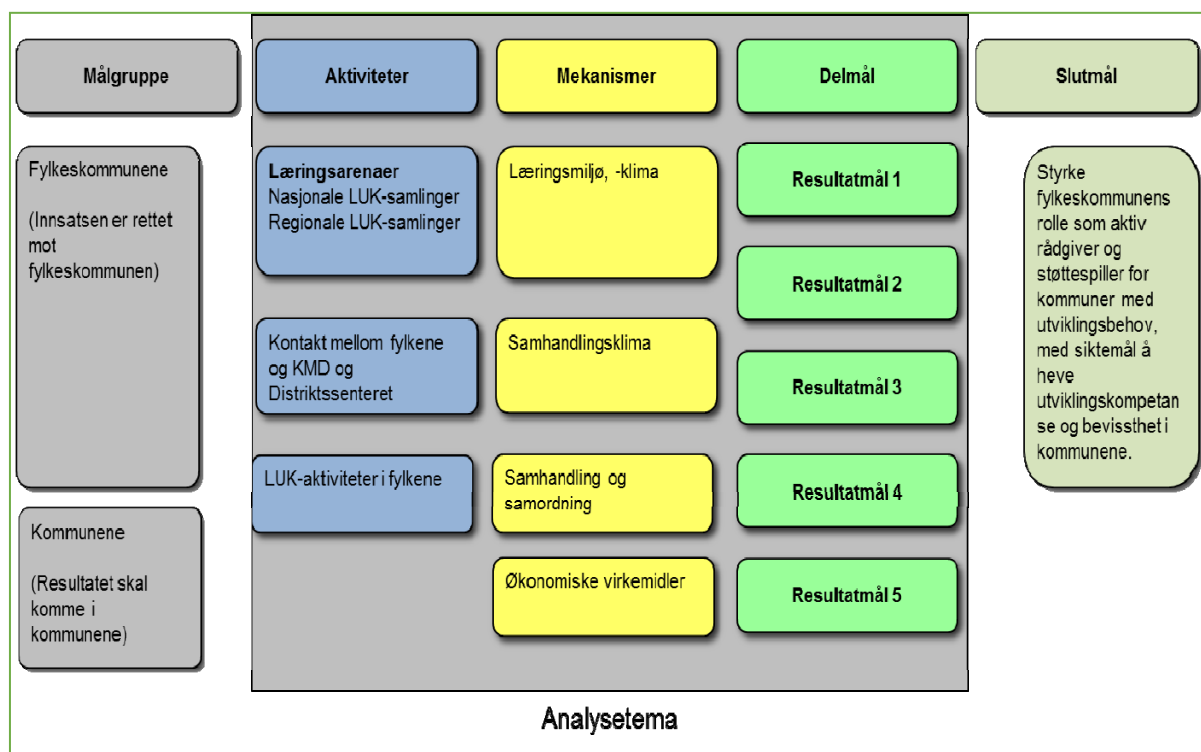 Målgruppe
Aktiviteter
Mekanismer
Delmål
Slutmål
Fylkeskommunene
(Innsatsen er rettet
mot
fylkeskommunen)
Kommunene
(Resultatet skal
komme i
kommunene)
Læringsarenaer
Nasjonale LUK-samlinger
Regionale LUK-samlinger
Kontakt mellom fylkene
og KMD og
Distriktssenteret
LUK-aktiviteter i fylkene
Læringsmiljø, -klima
Samhandlingsklima
Samhandling og
samordning
Økonomiske virkemidler
Resultatmål 1
Resultatmål 2
Resultatmål 3
Resultatmål 4
Resultatmål 5
Styrke
fylkeskommunens
rolle som aktiv
rådgiver og
støttespiller for
kommuner med
utviklingsbehov,
med siktemål å
heve
utviklingskompetan
se og bevissthet i
kommunene.
Analysetema